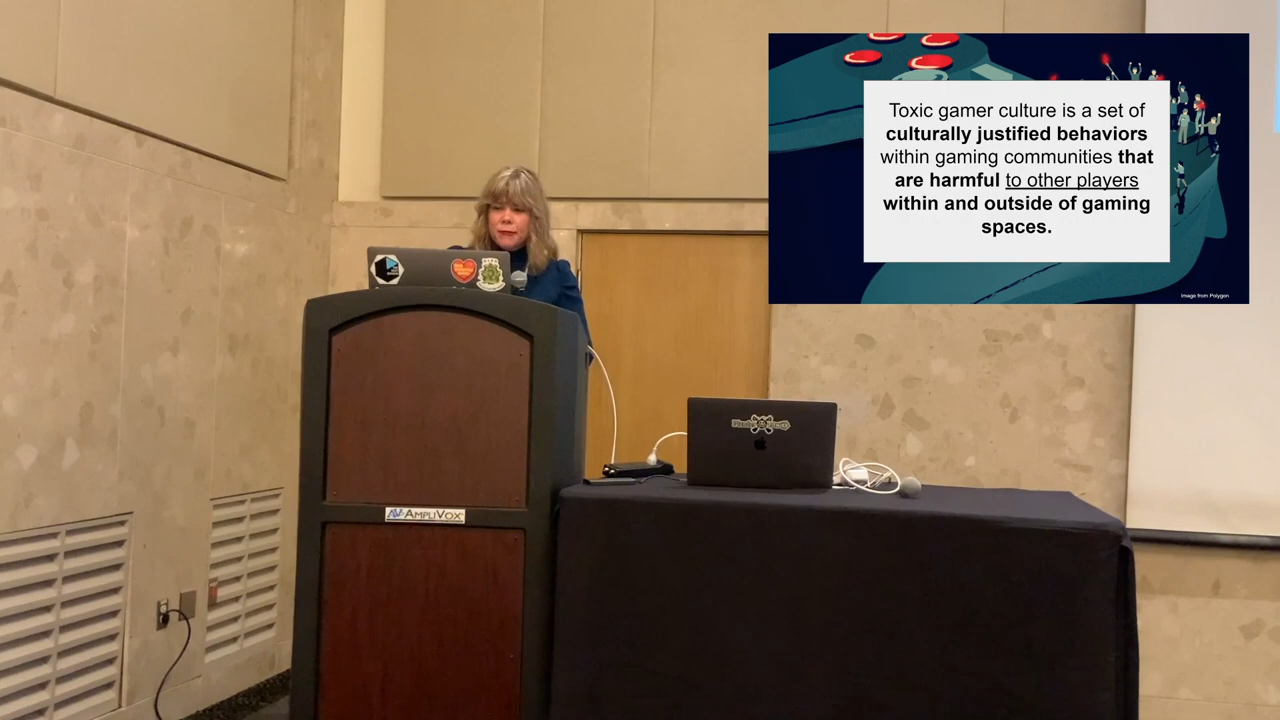 Toxic gamer culture is a set of
culturally justified behaviors
within gaming communities that
are harmful to other players
within and outside of gaming
spaces.
Image from Polygon
AMPLIVOX